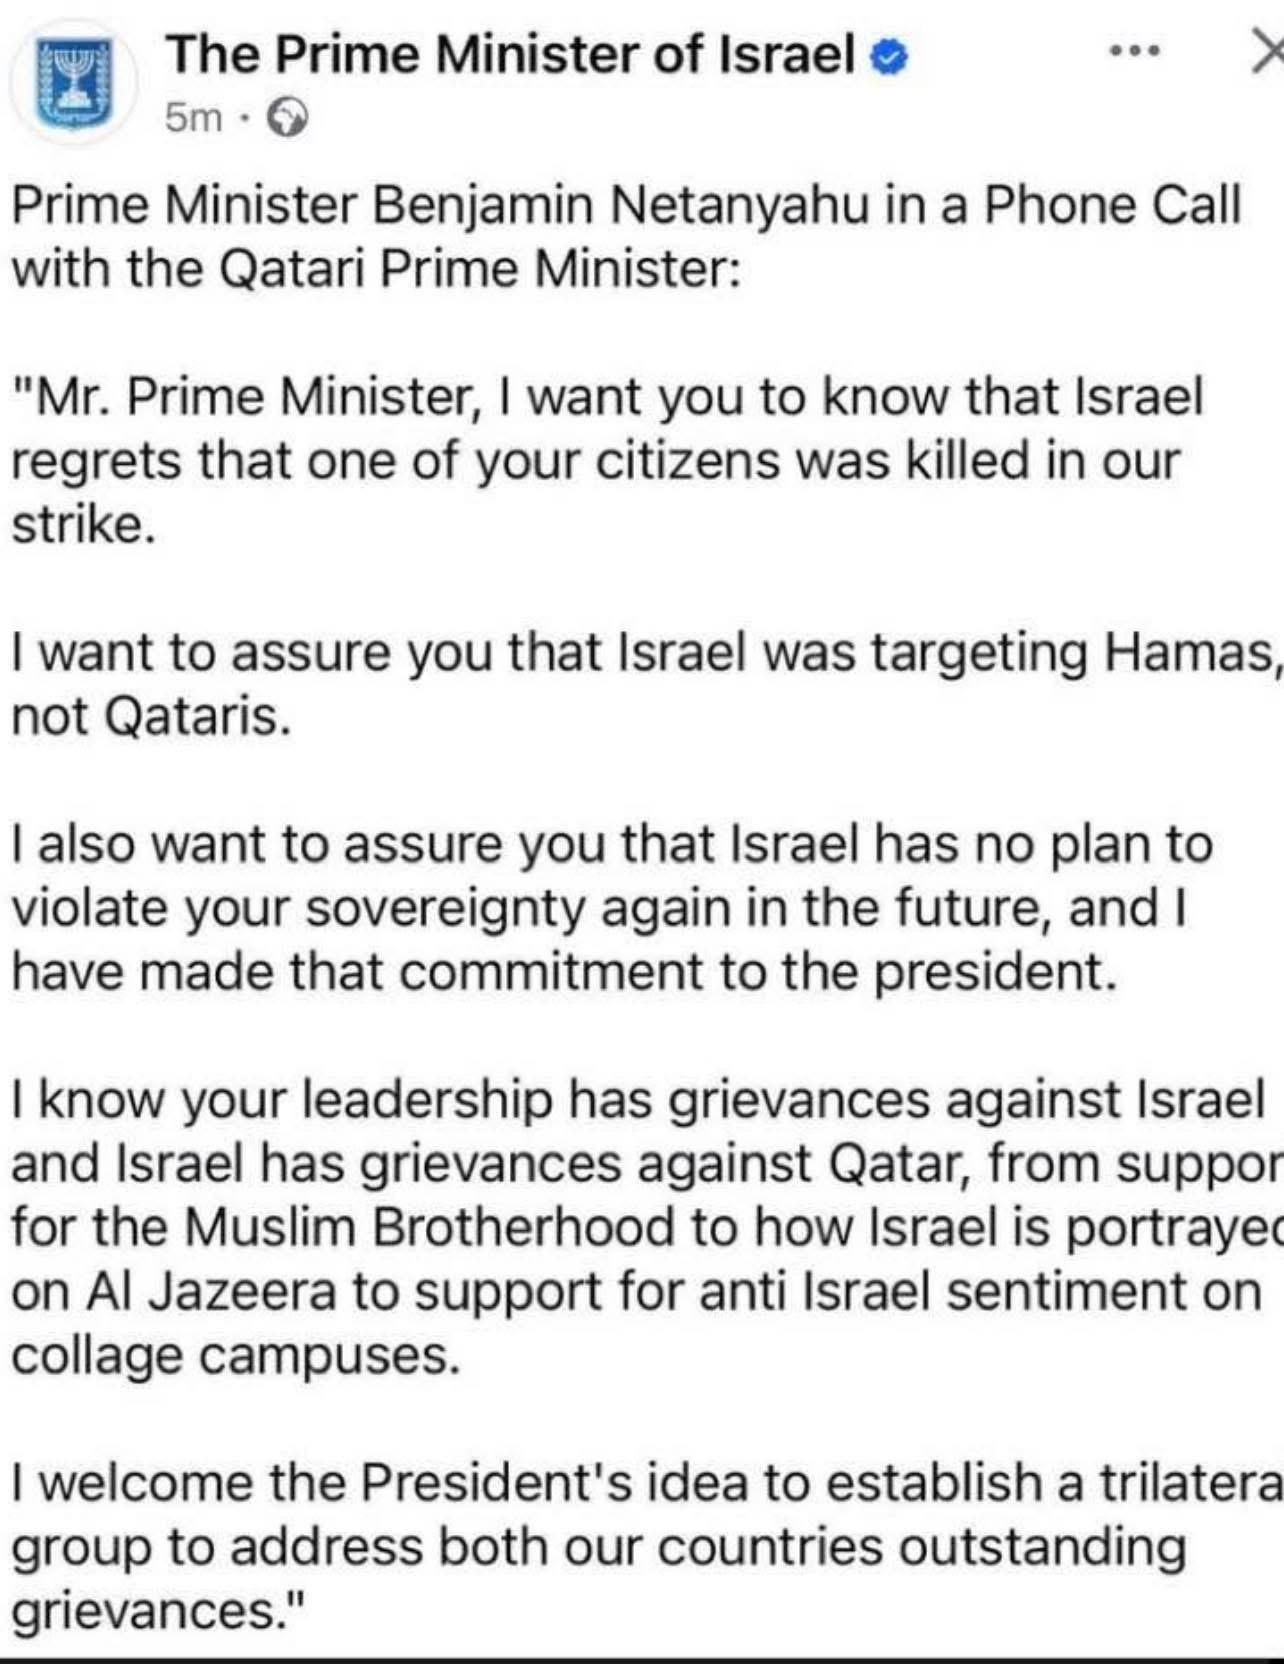 The Prime Minister of Israel
5m ·
Prime Minister Benjamin Netanyahu in a Phone Call
with the Qatari Prime Minister:
"Mr. Prime Minister, I want you to know that Israel
regrets that one of your citizens was killed in our
strike.
I want to assure you that Israel was targeting Hamas,
not Qataris.
I also want to assure you that Israel has no plan to
violate your sovereignty again in the future, and I
have made that commitment to the president.
I know your leadership has grievances against Israel
and Israel has grievances against Qatar, from suppor
for the Muslim Brotherhood to how Israel is portrayed
on Al Jazeera to support for anti Israel sentiment on
collage campuses.
I welcome the President's idea to establish a trilatera
group to address both our countries outstanding
grievances."